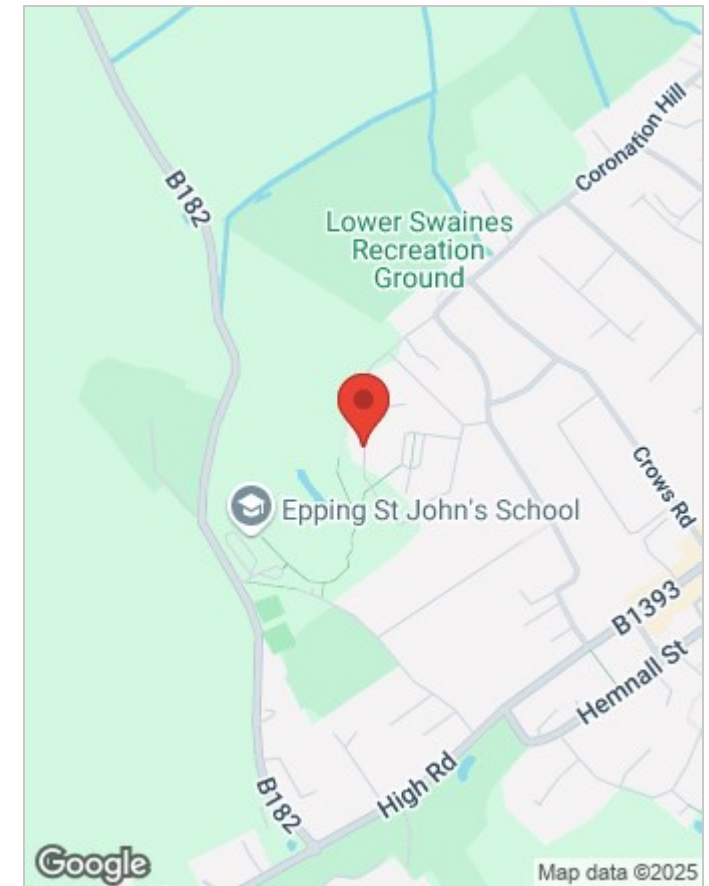 Coronation Hill
B182
Lower Swaines
Recreation
Ground
Crows Rd
Epping St John's School
B1393
Hemnall St
High Rd
B182
Google
Map data ©2025